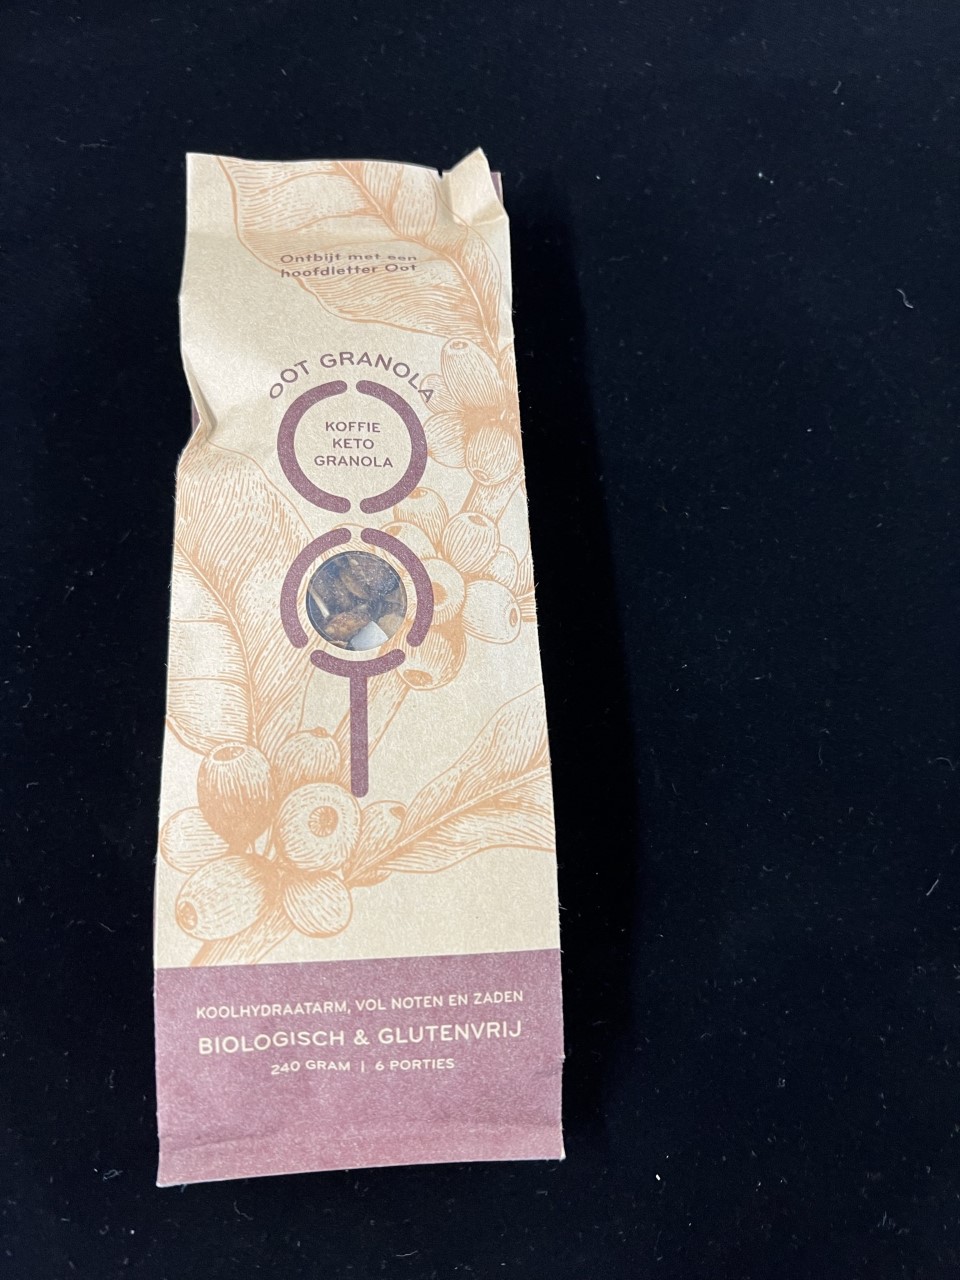 Ontbijt met een
hoofdletter Oot
OOT GRANOLA
KOFFIE
KETO
GRANOLA
OOT
KOOLHYDRAATARM, VOL NOTEN EN ZADEN
BIOLOGISCH & GLUTENVRIJ
240 GRAM | 6 PORTIES